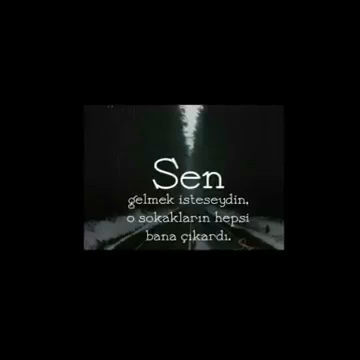 Sen
gelmek isteseydin,
o sokakların hepsi
bana çıkardı.